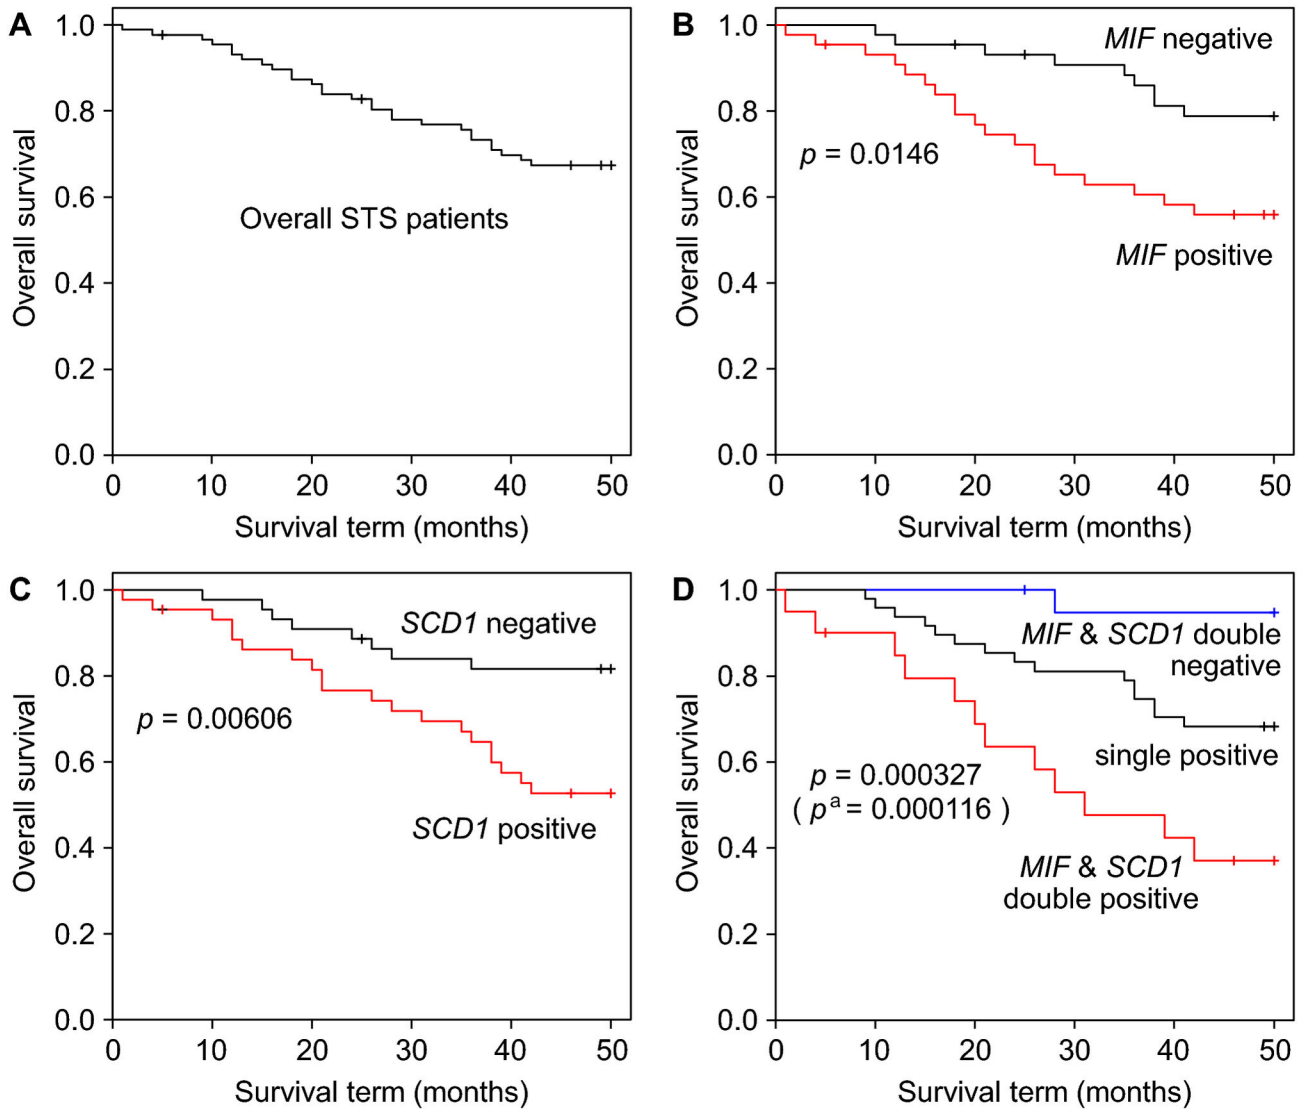 A
1.0
0.8
0.6
0.4
0.2
0.0
Overall survival
Overall STS patients
0 10 20 30 40 50
Survival term (months)
B
1.0
0.8
0.6
0.4
0.2
0.0
Overall survival
MIF negative
p = 0.0146
MIF positive
0 10 20 30 40 50
Survival term (months)
C
1.0
0.8
0.6
0.4
0.2
0.0
Overall survival
SCD1 negative
p = 0.00606
SCD1 positive
0 10 20 30 40 50
Survival term (months)
D
1.0
0.8
0.6
0.4
0.2
0.0
Overall survival
MIF & SCD1 double
negative
single positive
p = 0.000327
( pª = 0.000116 )
MIF & SCD1
double positive
0 10 20 30 40 50
Survival term (months)